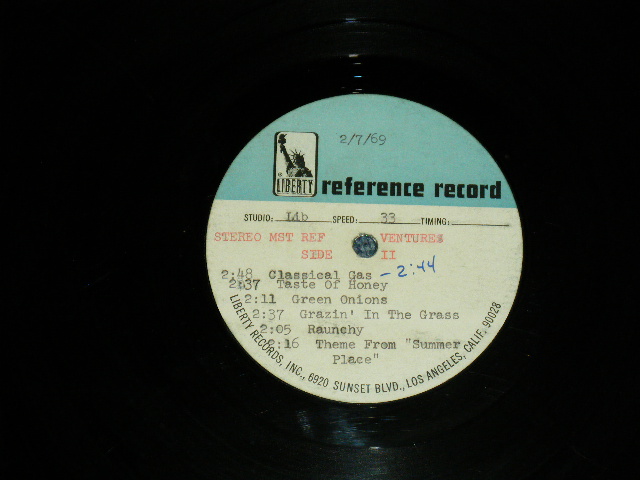 2/7/69
LIBERTY
reference record
STUDIO: Lib SPEED: 33 TIMING:
STEREO MST REF VENTURES
SIDE II
2:48 Classical Gas - 2:44
2:37 Taste Of Honey
2:11 Green Onions
2:37 Grazin' In The Grass
2:05 Raunchy
2:16 Theme From "Summer
Place"
LIBERTY RECORDS, INC., 6920 SUNSET BLVD., LOS ANGELES, CALIF. 90028